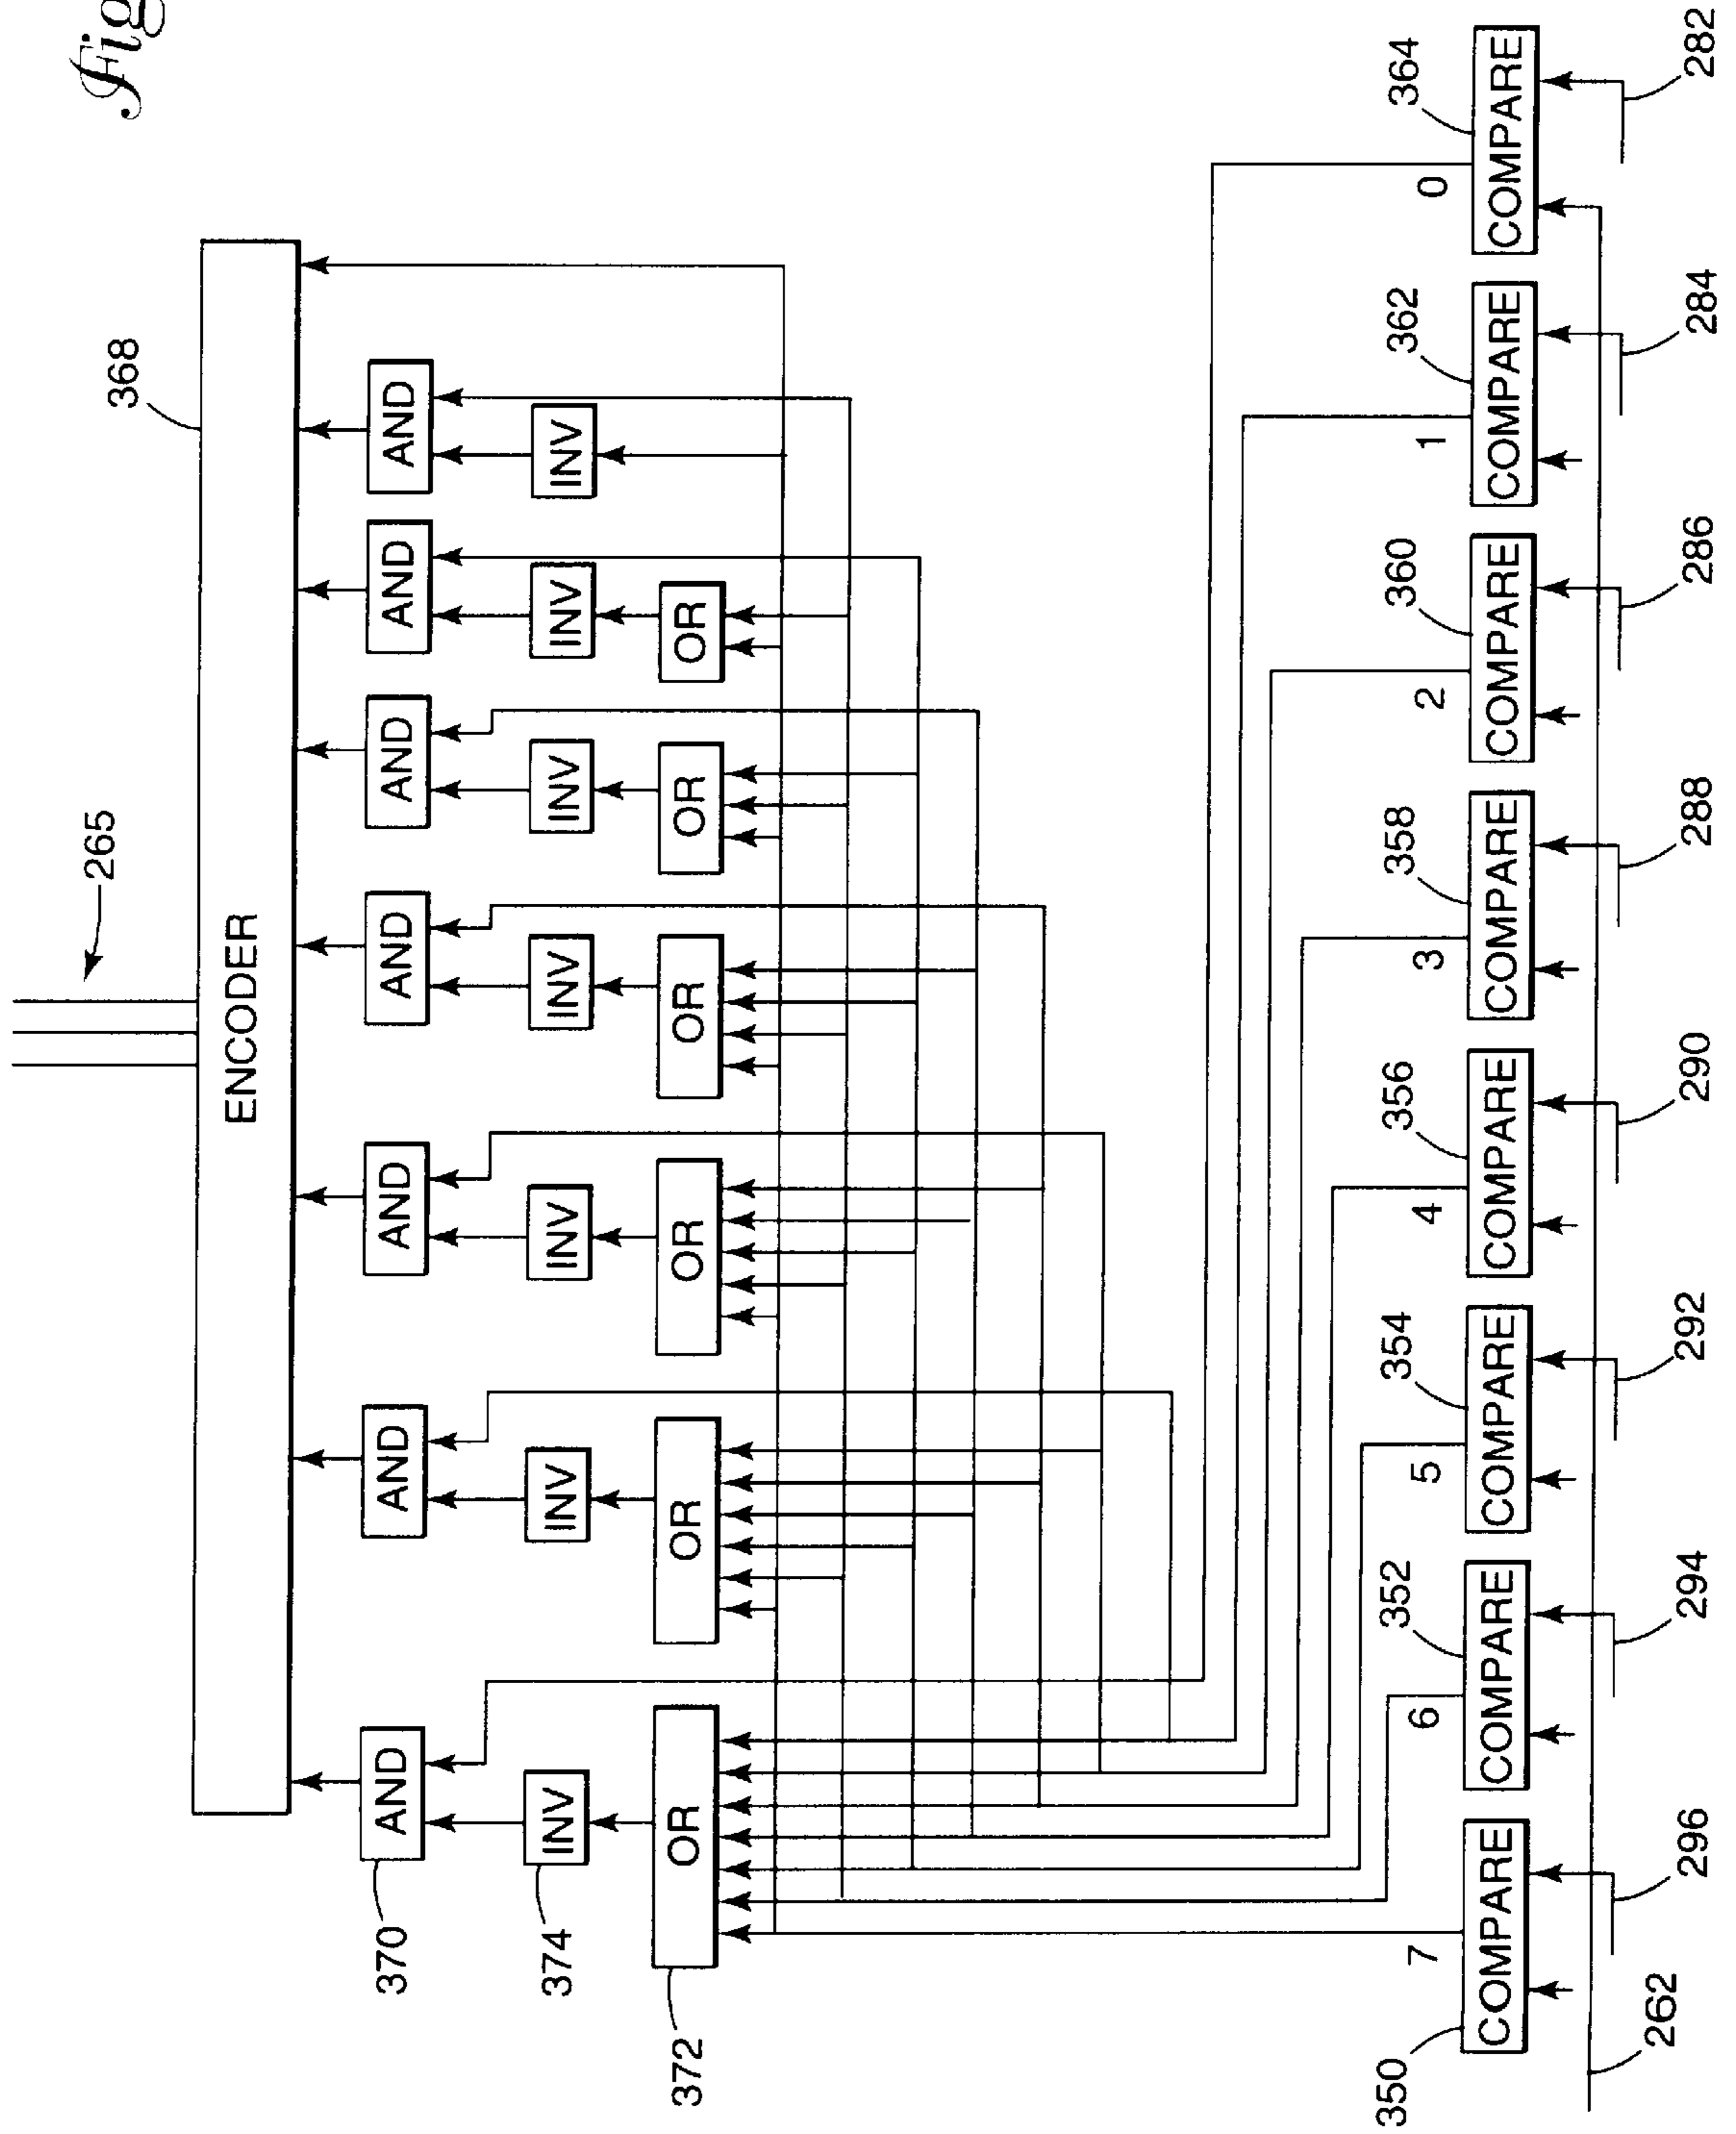 Fig
368
265
ENCODER
AND
AND
AND
AND
AND
AND
AND
370
INV
INV
INV
INV
INV
INV
INV
374
OR
OR
OR
OR
OR
OR
372
350
352
354
356
358
360
362
364
7
6
5
4
3
2
1
0
COMPARE
COMPARE
COMPARE
COMPARE
COMPARE
COMPARE
COMPARE
COMPARE
262
296
294
292
290
288
286
284
282